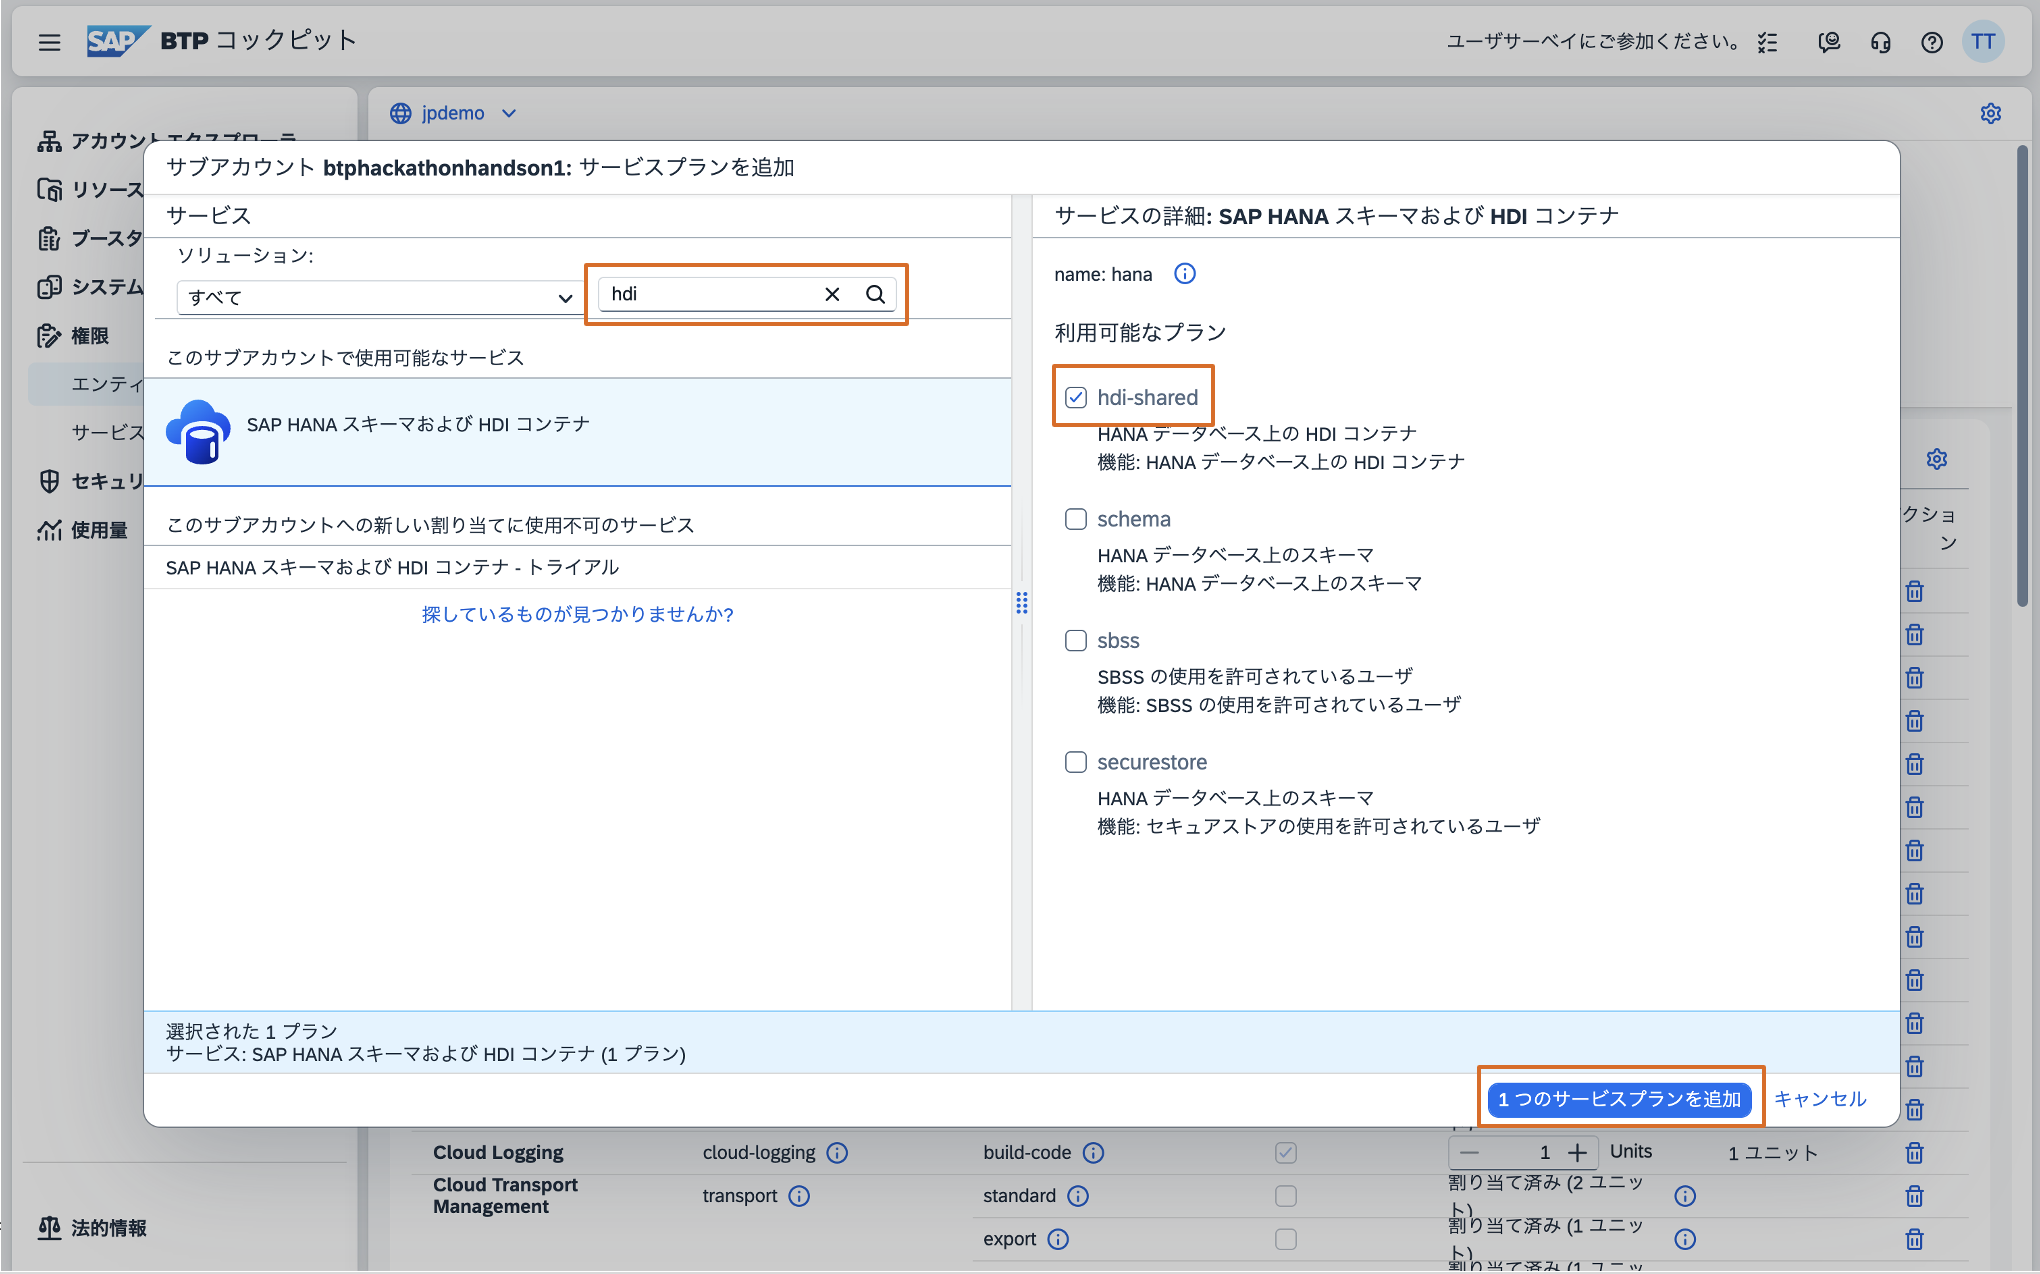 SAP BTP コックピット
ユーザサーベイにご参加ください。
TT
jpdemo
アカウントエクスプローラ
リソース
ブースタ
システム
権限
エンティ
サービス
セキュリ
使用量
法的情報
サブアカウント btphackathonhandson1: サービスプランを追加
サービス
ソリューション:
すべて
hdi
このサブアカウントで使用可能なサービス
SAP HANA スキーマおよび HDI コンテナ
このサブアカウントへの新しい割り当てに使用不可のサービス
SAP HANA スキーマおよび HDI コンテナ - トライアル
探しているものが見つかりませんか?
サービスの詳細: SAP HANA スキーマおよび HDI コンテナ
name: hana
利用可能なプラン
hdi-shared
HANA データベース上の HDI コンテナ
機能: HANA データベース上の HDI コンテナ
schema
HANA データベース上のスキーマ
機能: HANA データベース上のスキーマ
sbss
SBSS の使用を許可されているユーザ
機能: SBSS の使用を許可されているユーザ
securestore
HANA データベース上のスキーマ
機能: セキュアストアの使用を許可されているユーザ
選択された 1 プラン
サービス: SAP HANA スキーマおよび HDI コンテナ (1 プラン)
1 つのサービスプランを追加
キャンセル
クショ
ン
Cloud Logging cloud-logging build-code 1 Units 1 ユニット
Cloud Transport
Management
transport standard 割り当て済み (2 ユニッ
ト)
export 割り当て済み (1 ユニッ
ト)
割り当て済み (1 ユニッ